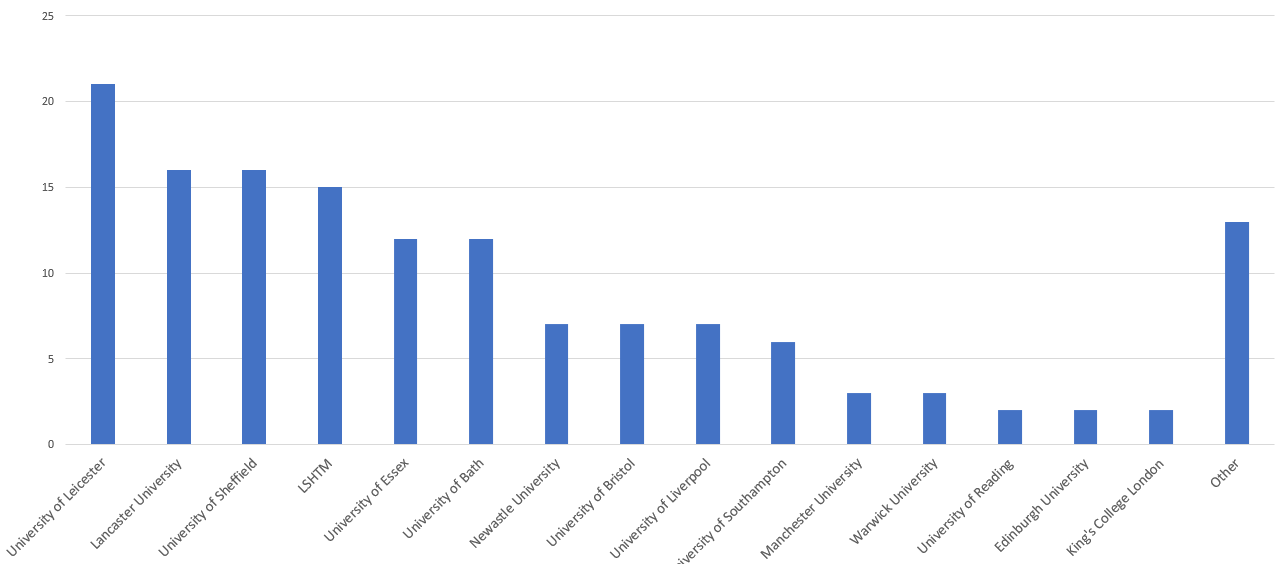 25
20
15
10
5
0
University of Leicester
Lancaster University
University of Sheffield
LSHTM
University of Essex
University of Bath
Newastle University
University of Bristol
University of Liverpool
of Southampton
Manchester University
Warwick University
University of Reading
Edinburgh University
King's College London
Other